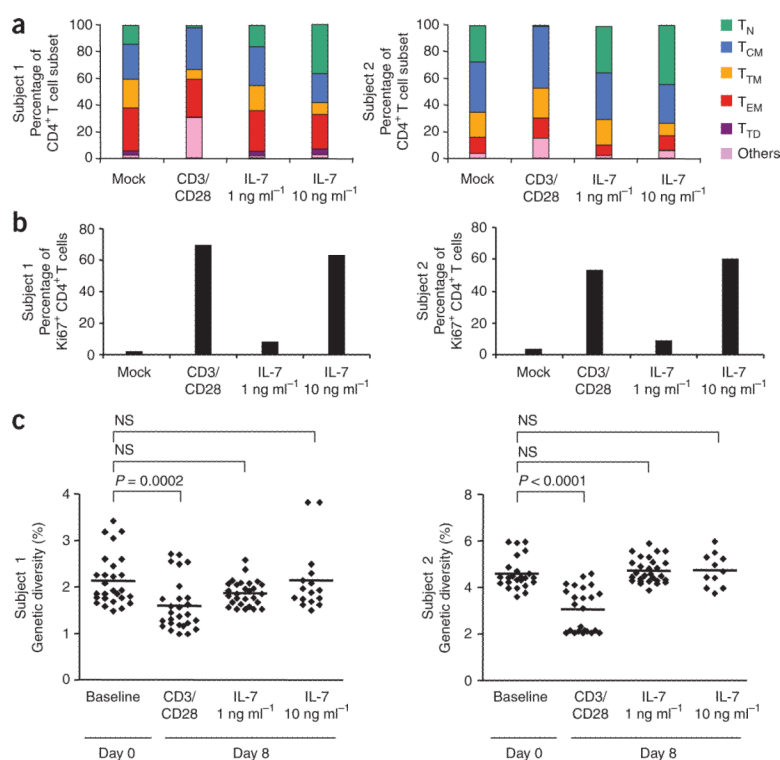 a
Subject 1
Percentage of
CD4⁺ T cell subset
100
80
60
40
20
0
Mock
CD3/
CD28
IL-7
1 ng ml⁻¹
IL-7
10 ng ml⁻¹
Subject 2
Percentage of
CD4⁺ T cell subset
100
80
60
40
20
0
Mock
CD3/
CD28
IL-7
1 ng ml⁻¹
IL-7
10 ng ml⁻¹
T_N
T_CM
T_TM
T_EM
T_TD
Others
b
Subject 1
Percentage of
Ki67⁺ CD4⁺ T cells
80
60
40
20
0
Mock
CD3/
CD28
IL-7
1 ng ml⁻¹
IL-7
10 ng ml⁻¹
Subject 2
Percentage of
Ki67⁺ CD4⁺ T cells
80
60
40
20
0
Mock
CD3/
CD28
IL-7
1 ng ml⁻¹
IL-7
10 ng ml⁻¹
c
NS
NS
P = 0.0002
Subject 1
Genetic diversity (%)
4
3
2
1
0
Baseline
CD3/
CD28
IL-7
1 ng ml⁻¹
IL-7
10 ng ml⁻¹
Day 0
Day 8
NS
NS
P < 0.0001
Subject 2
Genetic diversity (%)
8
6
4
2
0
Baseline
CD3/
CD28
IL-7
1 ng ml⁻¹
IL-7
10 ng ml⁻¹
Day 0
Day 8